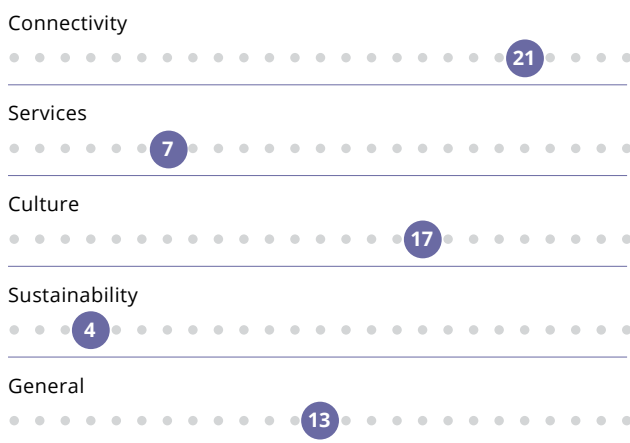 Connectivity
21
Services
7
Culture
17
Sustainability
4
General
13